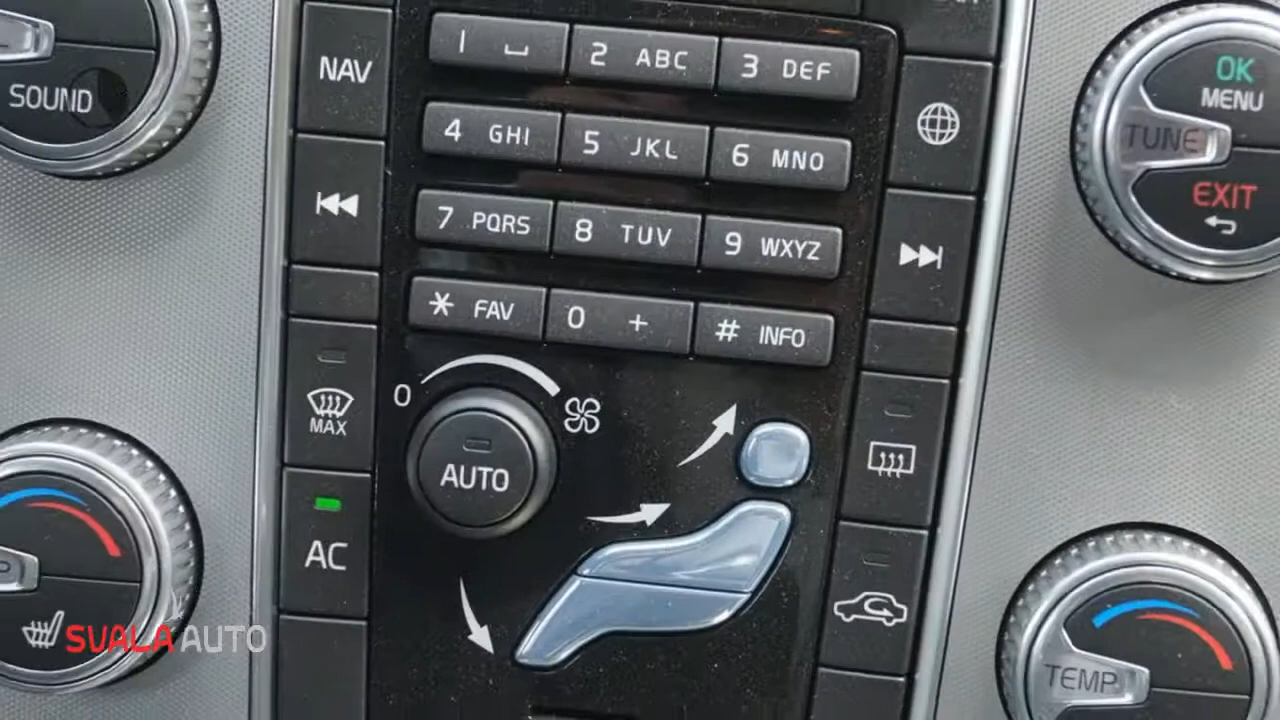 SOUND
NAV
1
2 ABC
3 DEF
4 GHI
5 JKL
6 MNO
7 PQRS
8 TUV
9 WXYZ
* FAV
0 +
# INFO
OK
MENU
TUNE
EXIT
0
MAX
AUTO
AC
TEMP
SVALA AUTO